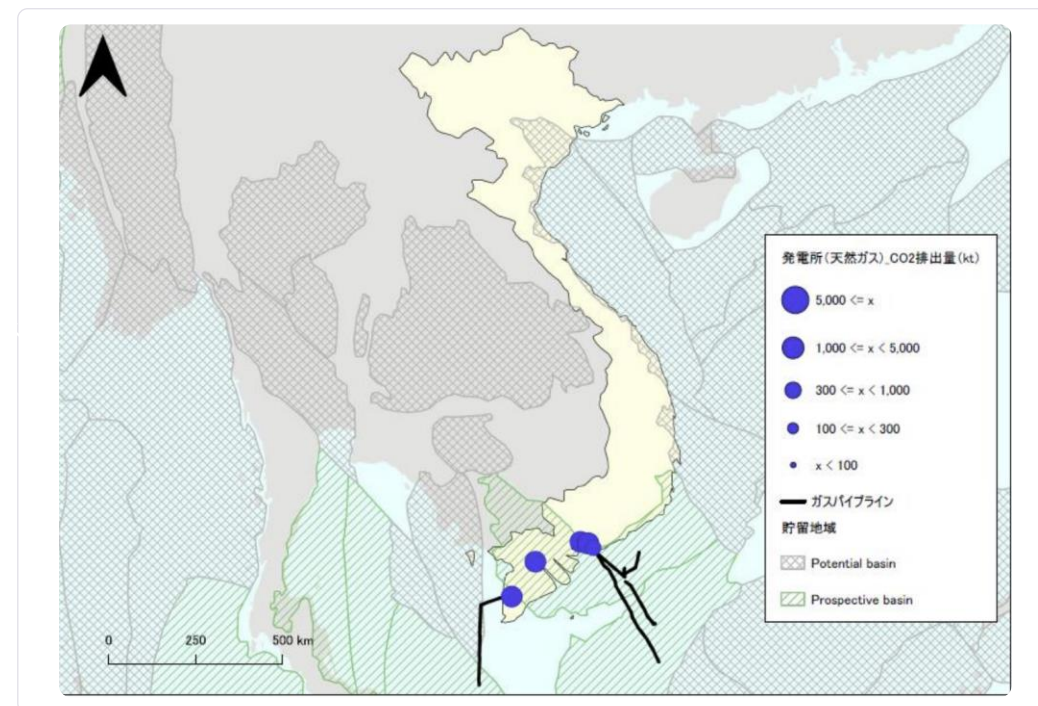 発電所(天然ガス)_CO2排出量(kt)
5,000 <= x
1,000 <= x < 5,000
300 <= x < 1,000
100 <= x < 300
x < 100
ガスパイプライン
貯留地域
Potential basin
Prospective basin
0 250 500 km